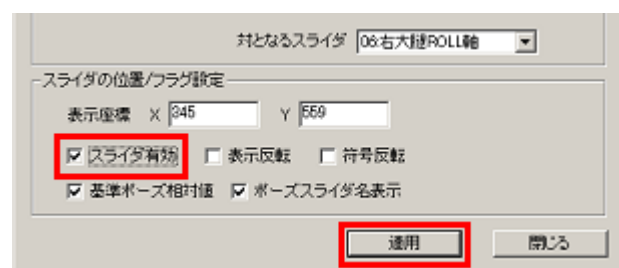 対となるスライダ 06:右大腿ROLL軸
スライダの位置/フラグ設定
表示座標 X 345 Y 559
スライダ有効 表示反転 符号反転
基準ポーズ相対値 ポーズスライダ名表示
適用 閉じる